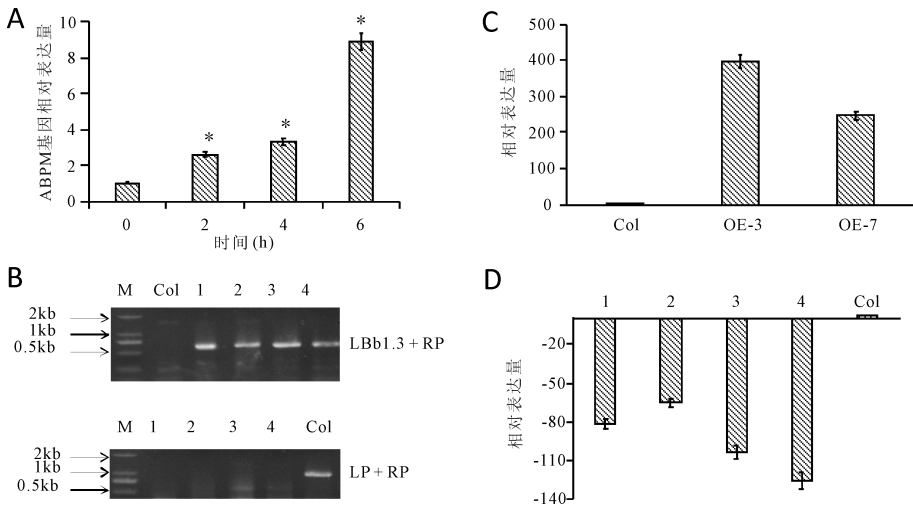 A
ABPM基因相对表达量
10
8
6
4
2
0
*
*
*
0 2 4 6
时间(h)
C
相对表达量
500
400
300
200
100
0
Col OE-3 OE-7
B
M Col 1 2 3 4
2kb
1kb
0.5kb
LBb1.3 + RP
M 1 2 3 4 Col
2kb
1kb
0.5kb
LP + RP
D
1 2 3 4 Col
相对表达量
-20
-50
-80
-110
-140